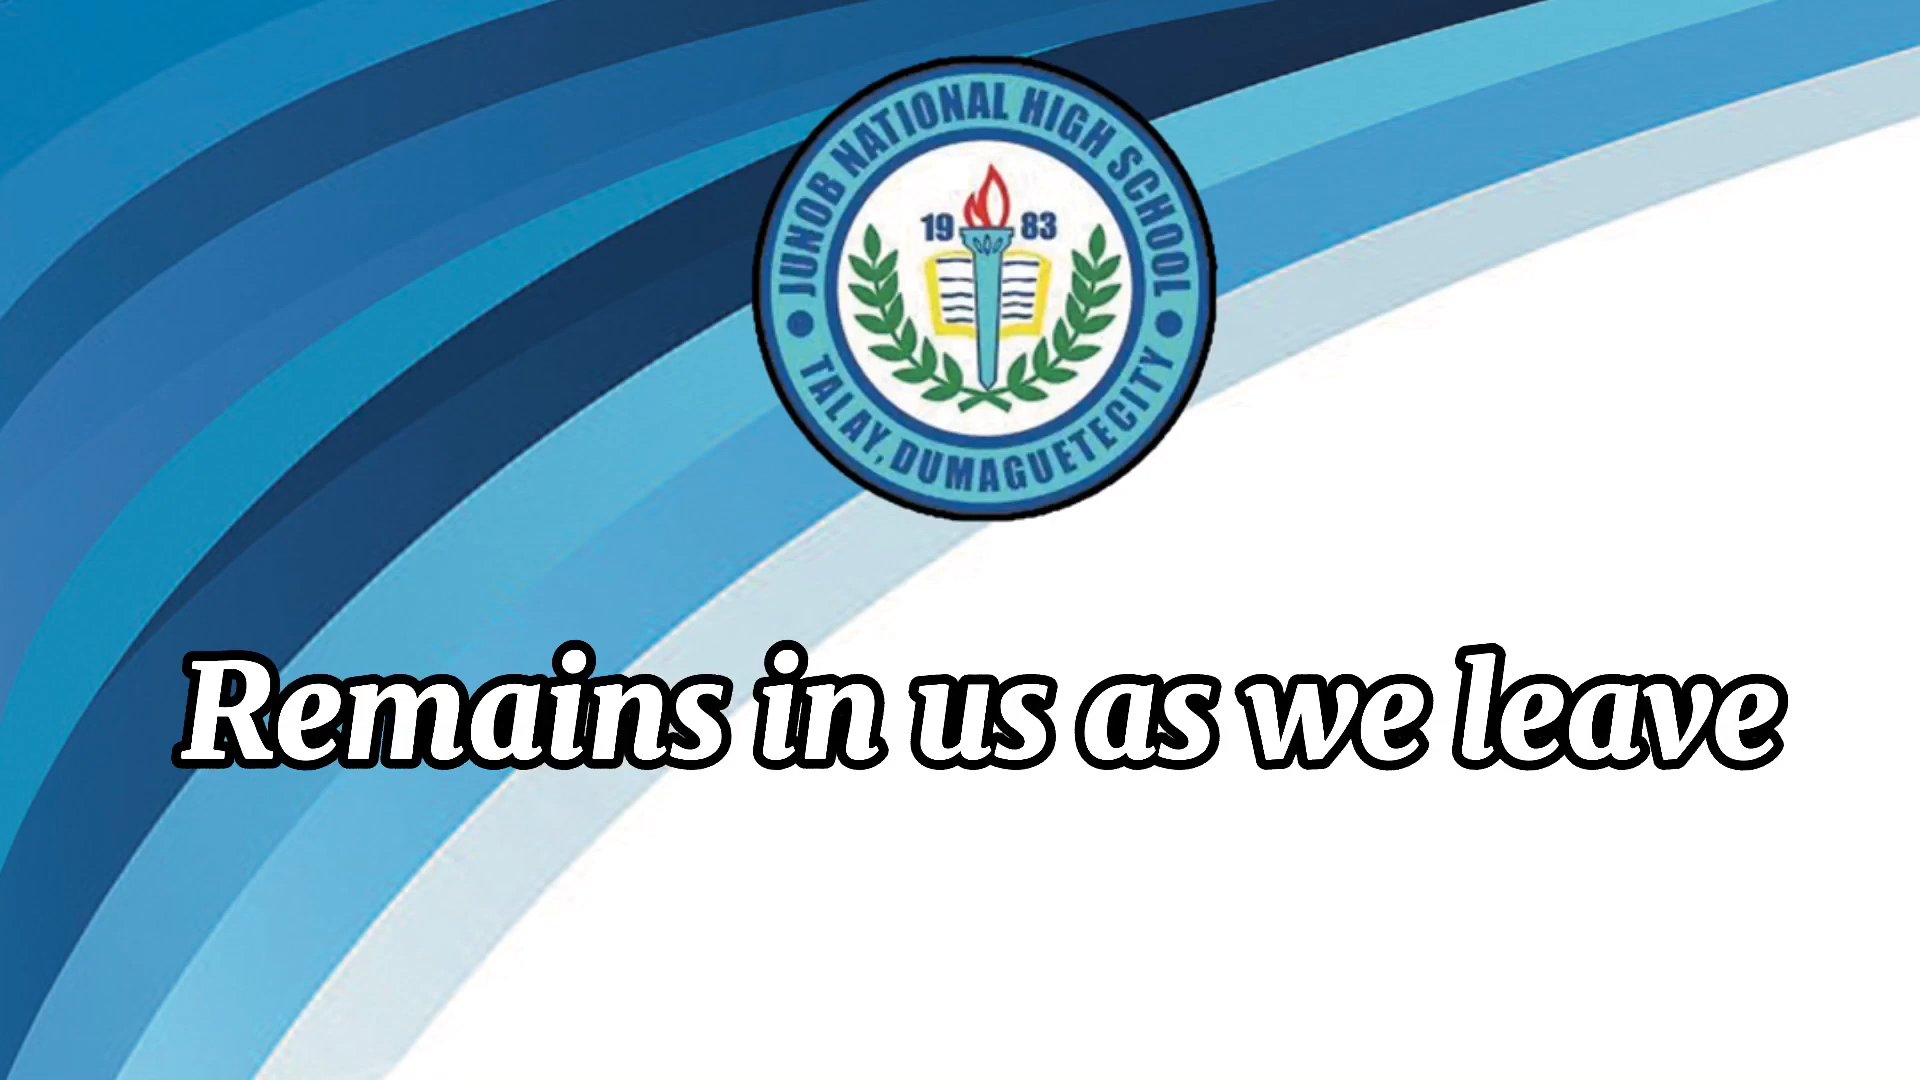 JUNOB NATIONAL HIGH SCHOOL
19 83
TALAY, DUMAGUETE CITY
Remains in us as we leave